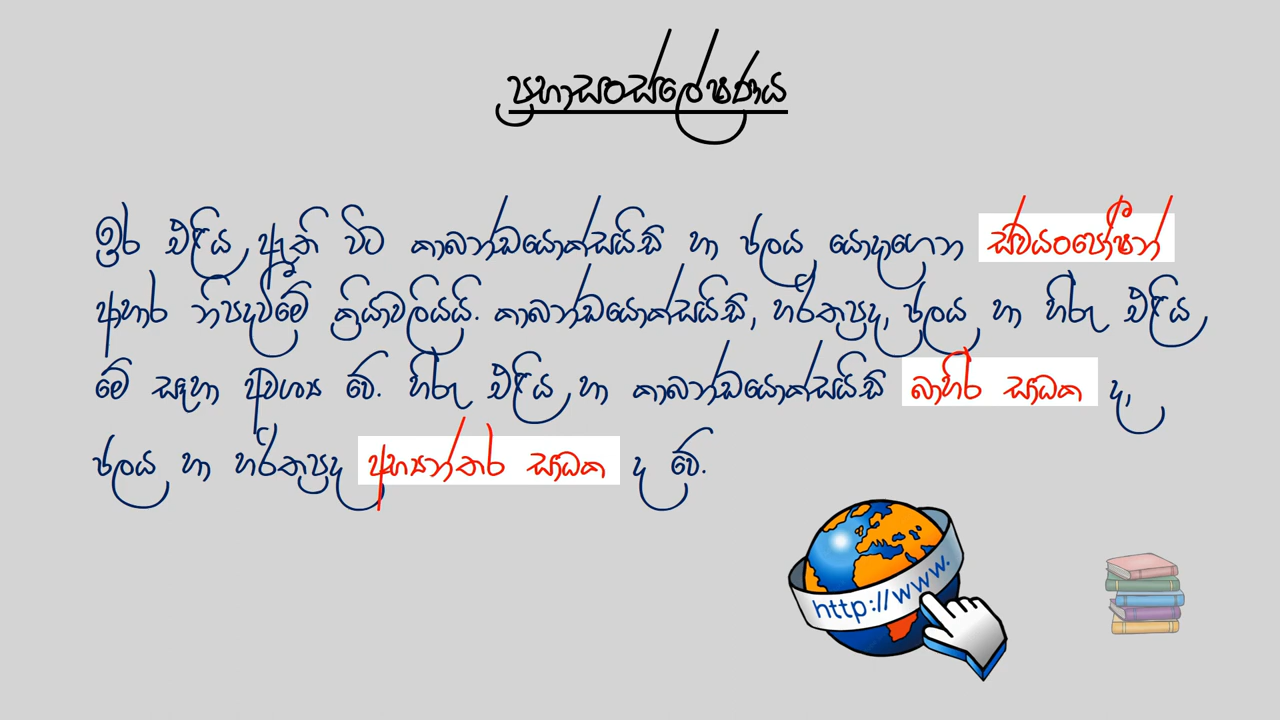 ප්‍රභාසංස්ලේෂණය
ඉර එළිය ඇති විට කාබන්ඩයොක්සයිඩ් හා ජලය යොදාගෙන ස්වයංපෝෂීන්
ආහාර නිපදවීමේ ක්‍රියාවලියයි. කාබන්ඩයොක්සයිඩ්, හරිතප්‍රද, ජලය හා හිරු එළිය
මේ සඳහා අවශ්‍ය වේ. හිරු එළිය හා කාබන්ඩයොක්සයිඩ් බාහිර සාධක ද,
ජලය හා හරිතප්‍රද අභ්‍යන්තර සාධක ද වේ.
http://www.